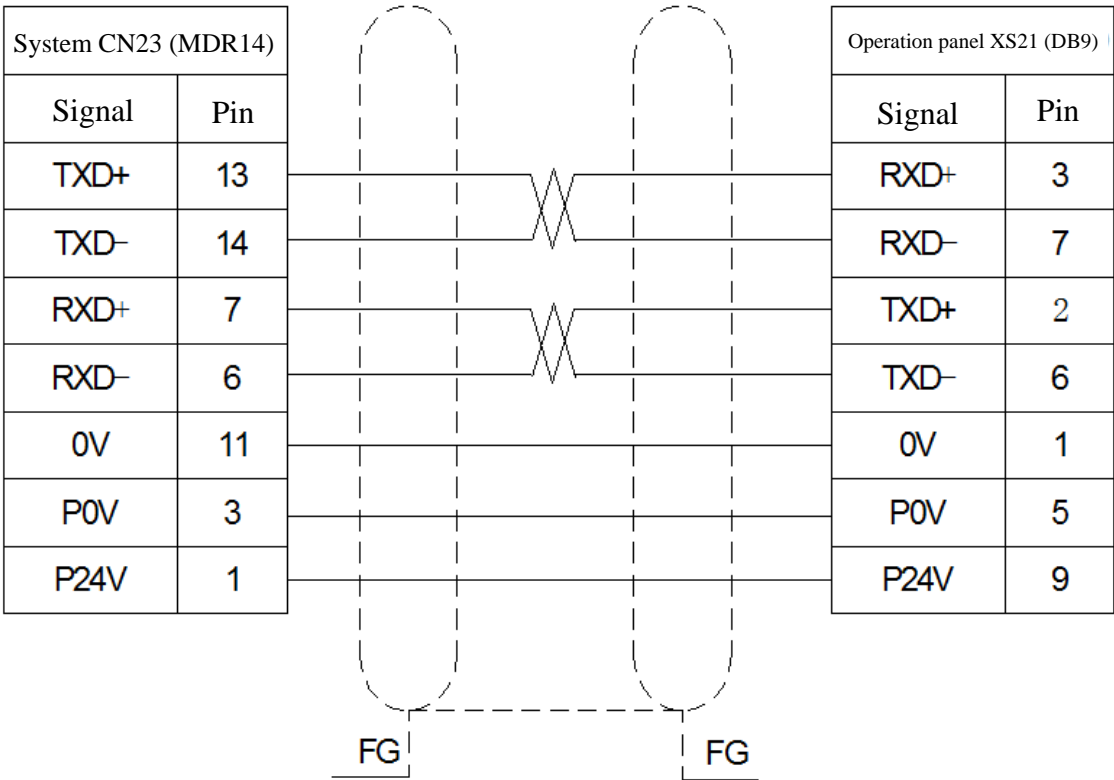 System CN23 (MDR14)
Signal Pin
TXD+ 13
TXD- 14
RXD+ 7
RXD- 6
0V 11
P0V 3
P24V 1
Operation panel XS21 (DB9)
Signal Pin
RXD+ 3
RXD- 7
TXD+ 2
TXD- 6
0V 1
P0V 5
P24V 9
FG
FG